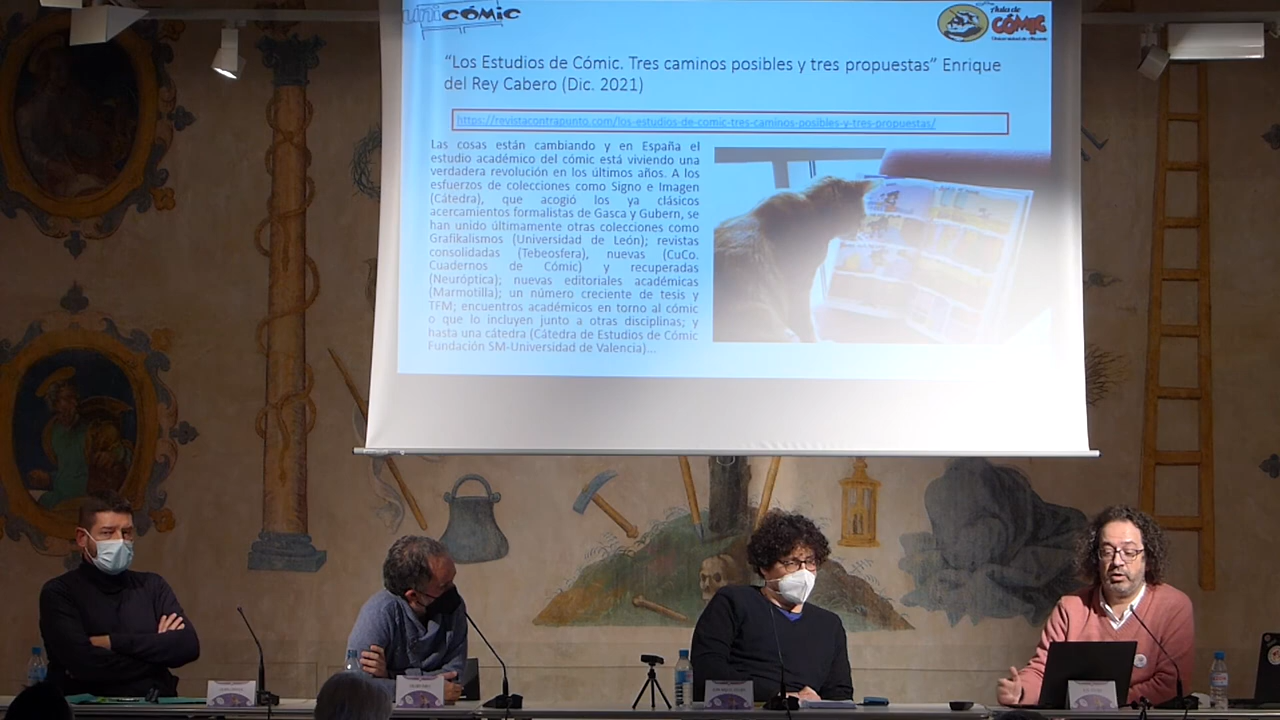 unicómic
Aula de
CÓMIC
Universidad de Alicante
“Los Estudios de Cómic. Tres caminos posibles y tres propuestas” Enrique
del Rey Cabero (Dic. 2021)
https://revistacontrapunto.com/los-estudios-de-comic-tres-caminos-posibles-y-tres-propuestas/
Las cosas están cambiando y en España el
estudio académico del cómic está viviendo una
verdadera revolución en los últimos años. A los
esfuerzos de colecciones como Signo e Imagen
(Cátedra), que acogió los ya clásicos
acercamientos formalistas de Gasca y Gubern, se
han unido últimamente otras colecciones como
Grafikalismos (Universidad de León); revistas
consolidadas (Tebeosfera), nuevas (CuCo.
Cuadernos de Cómic) y recuperadas
(Neuróptica); nuevas editoriales académicas
(Marmotilla); un número creciente de tesis y
TFM; encuentros académicos en torno al cómic
o que lo incluyen junto a otras disciplinas; y
hasta una cátedra (Cátedra de Estudios de Cómic
Fundación SM-Universidad de Valencia)...